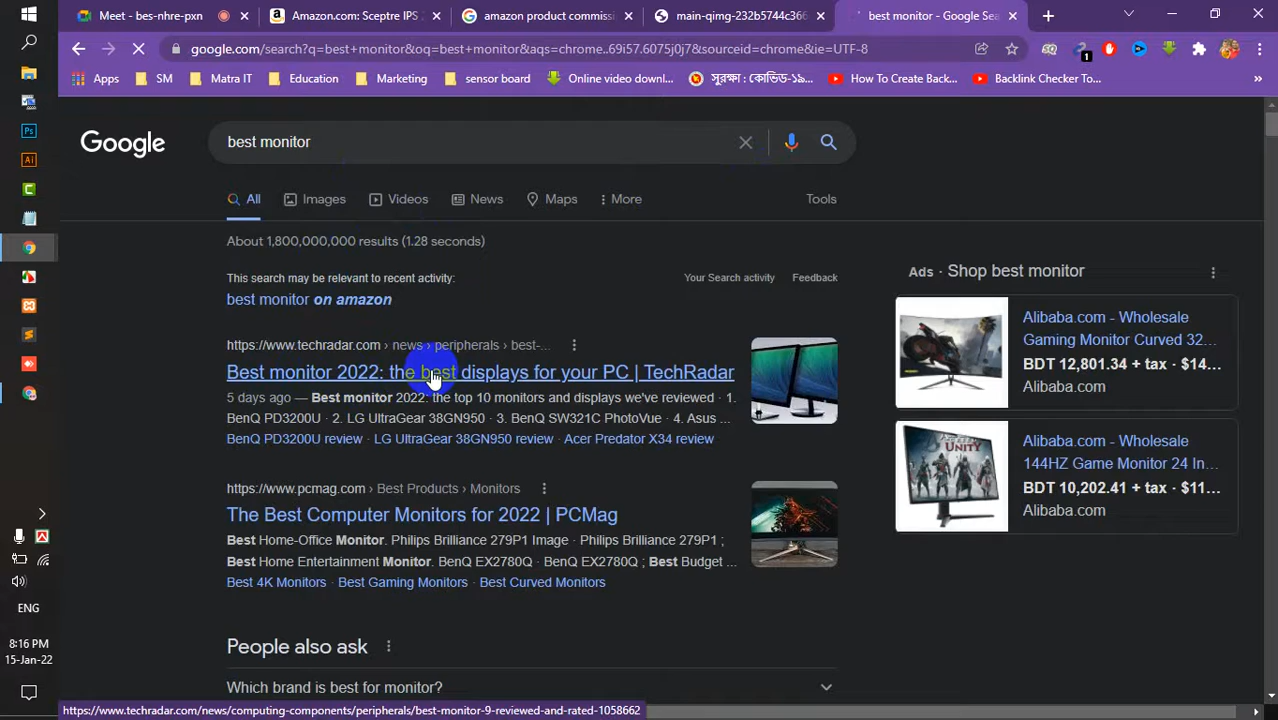 Meet - bes-nhre-pxn
Amazon.com: Sceptre IPS 2
amazon product commissi
main-qimg-232b5744c366
best monitor - Google Sea
google.com/search?q=best+monitor&oq=best+monitor&aqs=chrome..69i57.6075j0j7&sourceid=chrome&ie=UTF-8
1
Apps
SM
Matra IT
Education
Marketing
sensor board
Online video downl...
সুরক্ষা : কোভিড-১৯...
How To Create Back...
Backlink Checker To...
»
Google
best monitor
All
Images
Videos
News
Maps
More
Tools
About 1,800,000,000 results (1.28 seconds)
This search may be relevant to recent activity:
Your Search activity
Feedback
best monitor on amazon
https://www.techradar.com › news › peripherals › best-...
Best monitor 2022: the best displays for your PC | TechRadar
5 days ago — Best monitor 2022: the top 10 monitors and displays we've reviewed · 1.
BenQ PD3200U · 2. LG UltraGear 38GN950 · 3. BenQ SW321C PhotoVue · 4. Asus ...
BenQ PD3200U review · LG UltraGear 38GN950 review · Acer Predator X34 review
https://www.pcmag.com › Best Products › Monitors
The Best Computer Monitors for 2022 | PCMag
Best Home-Office Monitor. Philips Brilliance 279P1 Image · Philips Brilliance 279P1 ;
Best Home Entertainment Monitor. BenQ EX2780Q · BenQ EX2780Q ; Best Budget ...
Best 4K Monitors · Best Gaming Monitors · Best Curved Monitors
People also ask
Which brand is best for monitor?
Ads · Shop best monitor
Alibaba.com - Wholesale
Gaming Monitor Curved 32...
BDT 12,801.34 + tax · $14...
Alibaba.com
UNITY
Alibaba.com - Wholesale
144HZ Game Monitor 24 In...
BDT 10,202.41 + tax · $11...
Alibaba.com
Ps
Ai
ENG
8:16 PM
15-Jan-22
https://www.techradar.com/news/computing-components/peripherals/best-monitor-9-reviewed-and-rated-1058662